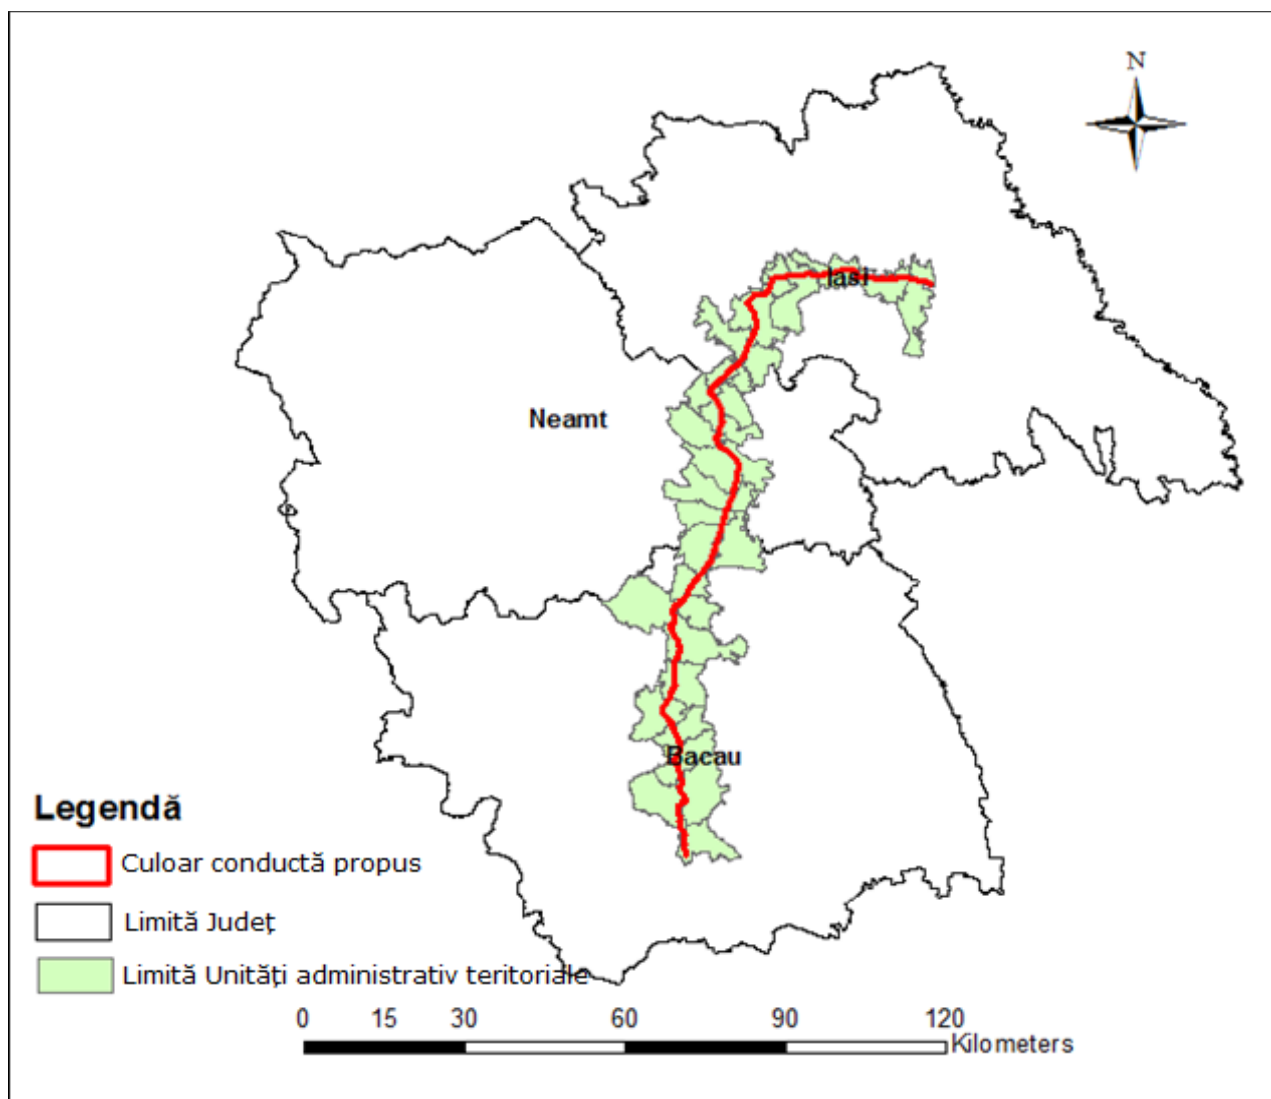 N
Iasi
Neamt
Bacau
Legendă
Culoar conductă propus
Limită Județ
Limită Unități administrativ teritoriale
0 15 30 60 90 120
Kilometers